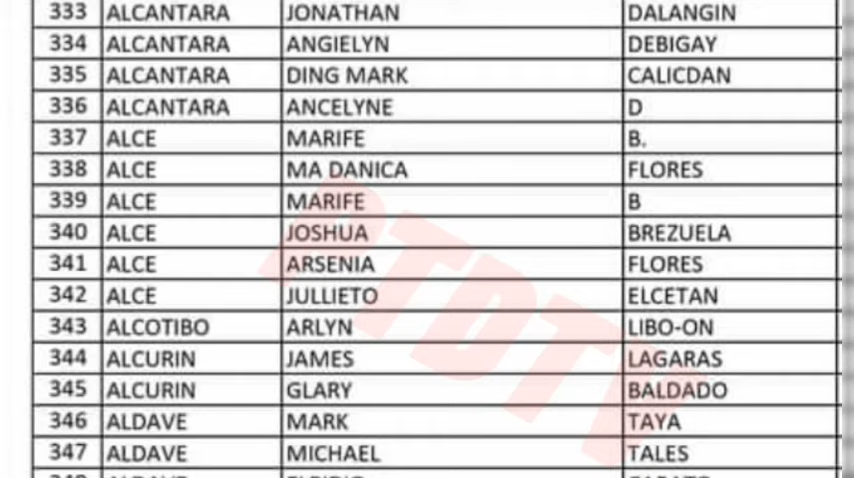 333 ALCANTARA JONATHAN DALANGIN
334 ALCANTARA ANGIELYN DEBIGAY
335 ALCANTARA DING MARK CALICDAN
336 ALCANTARA ANCELYNE D
337 ALCE MARIFE B.
338 ALCE MA DANICA FLORES
339 ALCE MARIFE B
340 ALCE JOSHUA BREZUELA
341 ALCE ARSENIA FLORES
342 ALCE JULLIETO ELCETAN
343 ALCOTIBO ARLYN LIBO-ON
344 ALCURIN JAMES LAGARAS
345 ALCURIN GLARY BALDADO
346 ALDAVE MARK TAYA
347 ALDAVE MICHAEL TALES
PTDTV